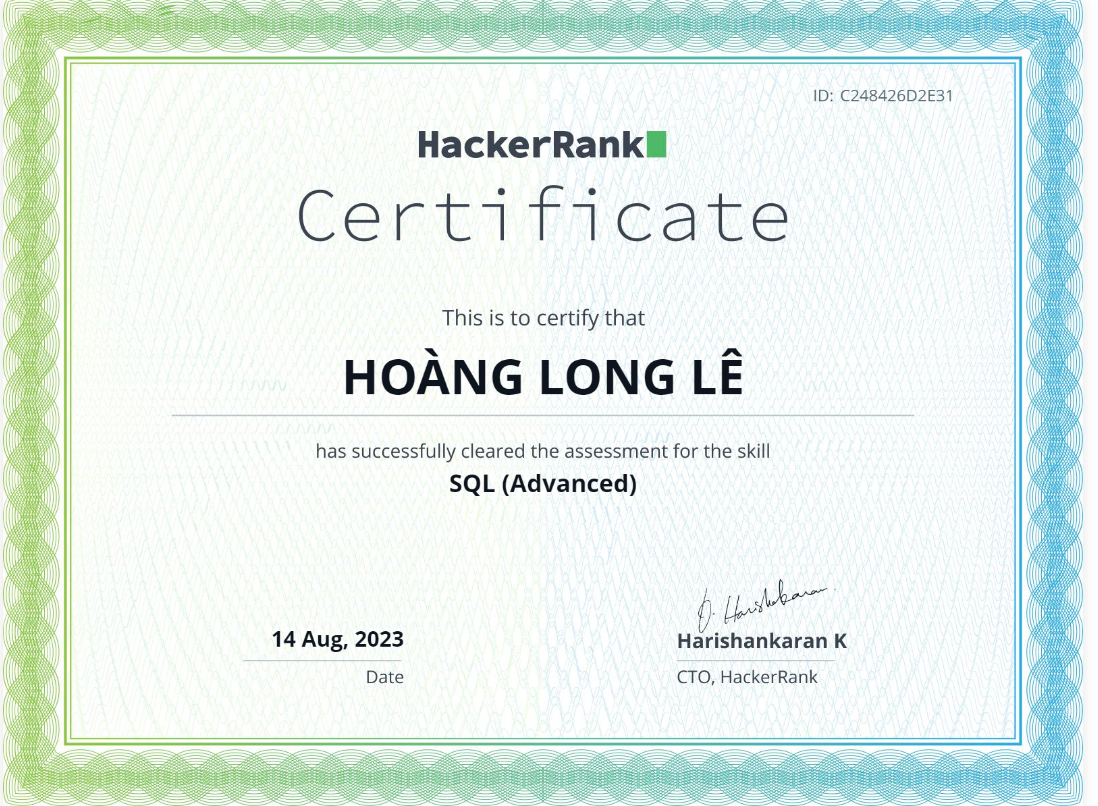 ID: C248426D2E31
HackerRank
Certificate
This is to certify that
HOÀNG LONG LÊ
has successfully cleared the assessment for the skill
SQL (Advanced)
14 Aug, 2023
Date
Harishankaran
Harishankaran K
CTO, HackerRank